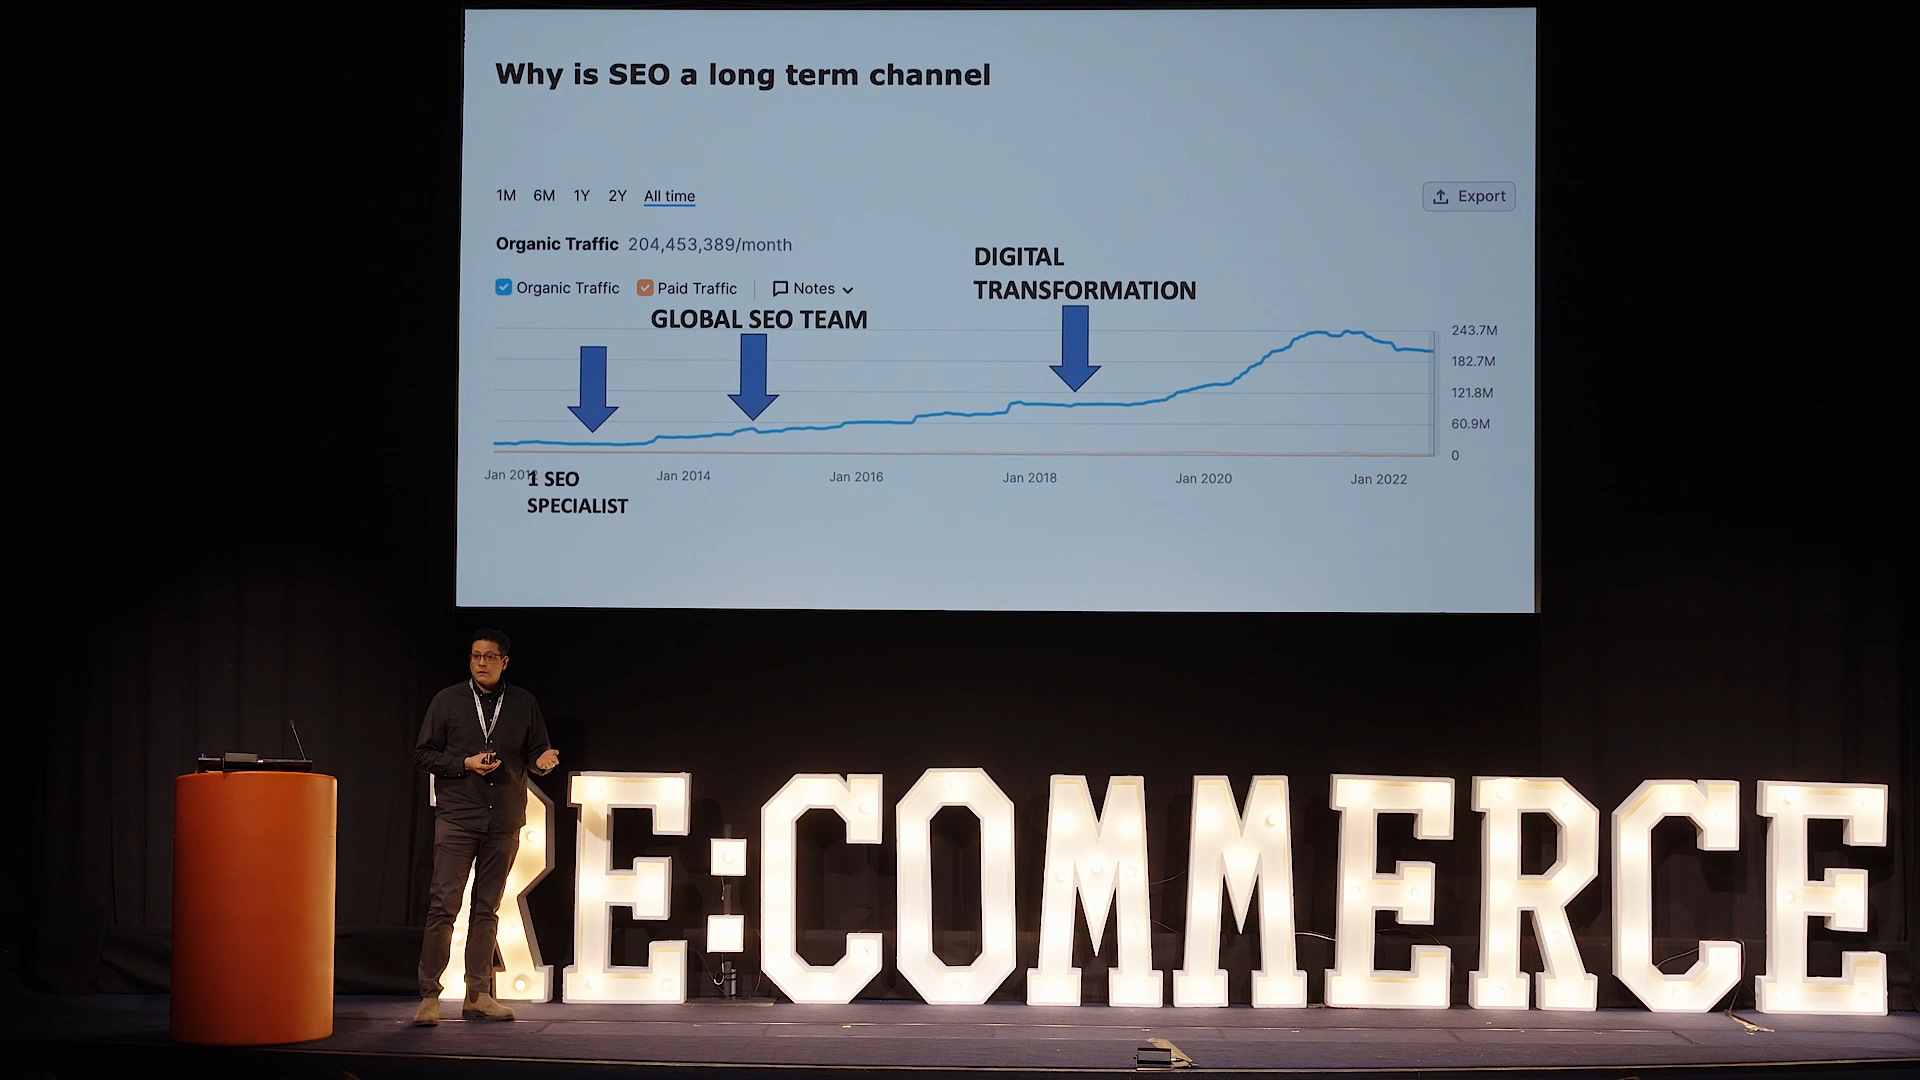 Why is SEO a long term channel
1M 6M 1Y 2Y All time
Export
Organic Traffic 204,453,389/month
Organic Traffic Paid Traffic Notes
DIGITAL
TRANSFORMATION
GLOBAL SEO TEAM
243.7M
182.7M
121.8M
60.9M
0
Jan 2012 Jan 2014 Jan 2016 Jan 2018 Jan 2020 Jan 2022
1 SEO
SPECIALIST
RE:COMMERCE